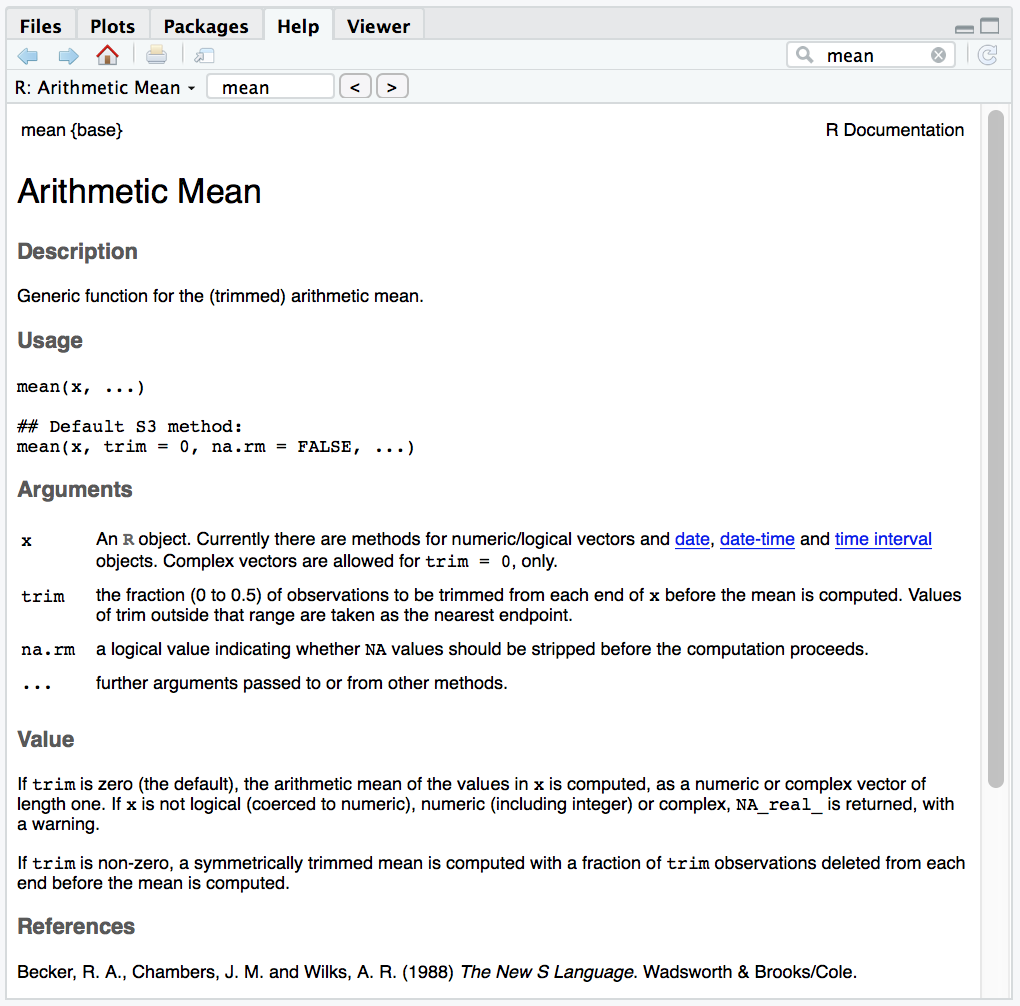 Files Plots Packages Help Viewer
mean
R: Arithmetic Mean mean < >
mean {base} R Documentation
Arithmetic Mean
Description
Generic function for the (trimmed) arithmetic mean.
Usage
mean(x, ...)
## Default S3 method:
mean(x, trim = 0, na.rm = FALSE, ...)
Arguments
x An R object. Currently there are methods for numeric/logical vectors and date, date-time and time interval
objects. Complex vectors are allowed for trim = 0, only.
trim the fraction (0 to 0.5) of observations to be trimmed from each end of x before the mean is computed. Values
of trim outside that range are taken as the nearest endpoint.
na.rm a logical value indicating whether NA values should be stripped before the computation proceeds.
... further arguments passed to or from other methods.
Value
If trim is zero (the default), the arithmetic mean of the values in x is computed, as a numeric or complex vector of
length one. If x is not logical (coerced to numeric), numeric (including integer) or complex, NA_real_ is returned, with
a warning.
If trim is non-zero, a symmetrically trimmed mean is computed with a fraction of trim observations deleted from each
end before the mean is computed.
References
Becker, R. A., Chambers, J. M. and Wilks, A. R. (1988) The New S Language. Wadsworth & Brooks/Cole.